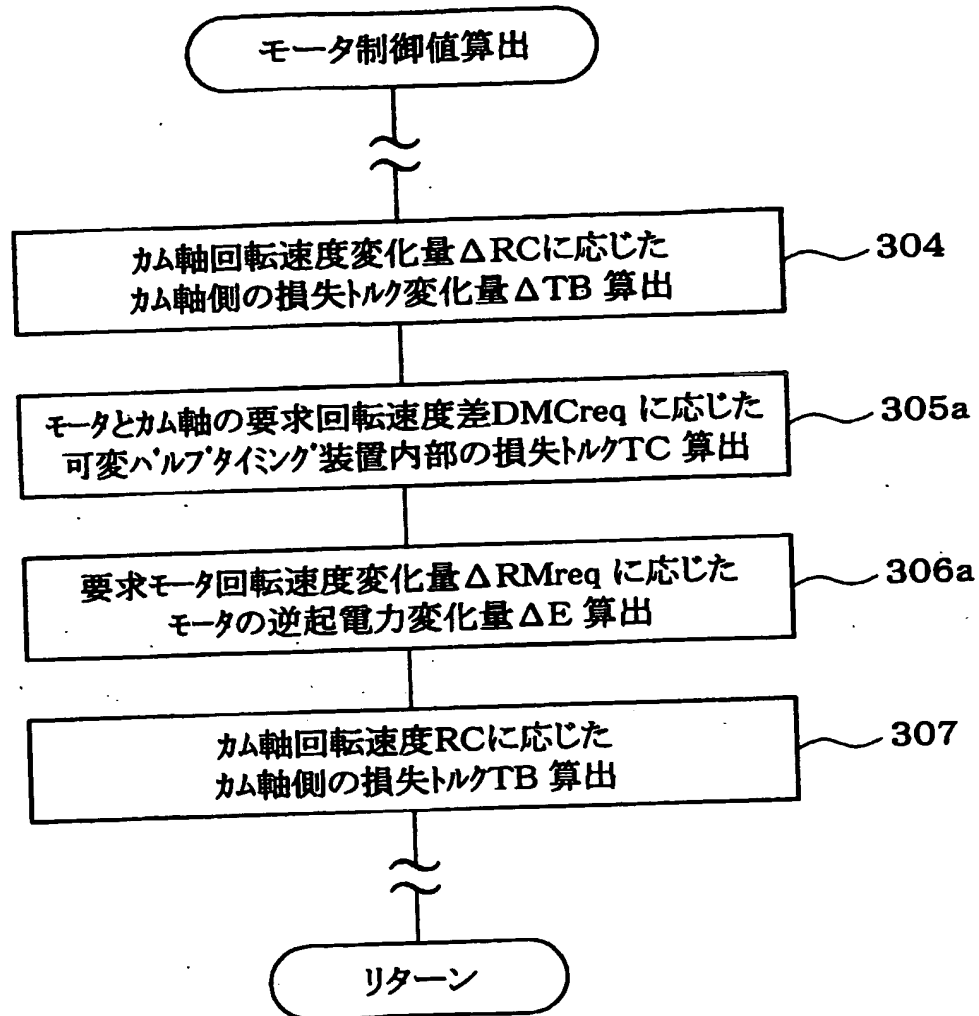 モータ制御値算出
カム軸回転速度変化量ΔRCに応じた
カム軸側の損失トルク変化量ΔTB 算出
304
モータとカム軸の要求回転速度差DMCreq に応じた
可変バルブタイミング装置内部の損失トルクTC 算出
305a
要求モータ回転速度変化量ΔRMreq に応じた
モータの逆起電力変化量ΔE 算出
306a
カム軸回転速度RCに応じた
カム軸側の損失トルクTB 算出
307
リターン